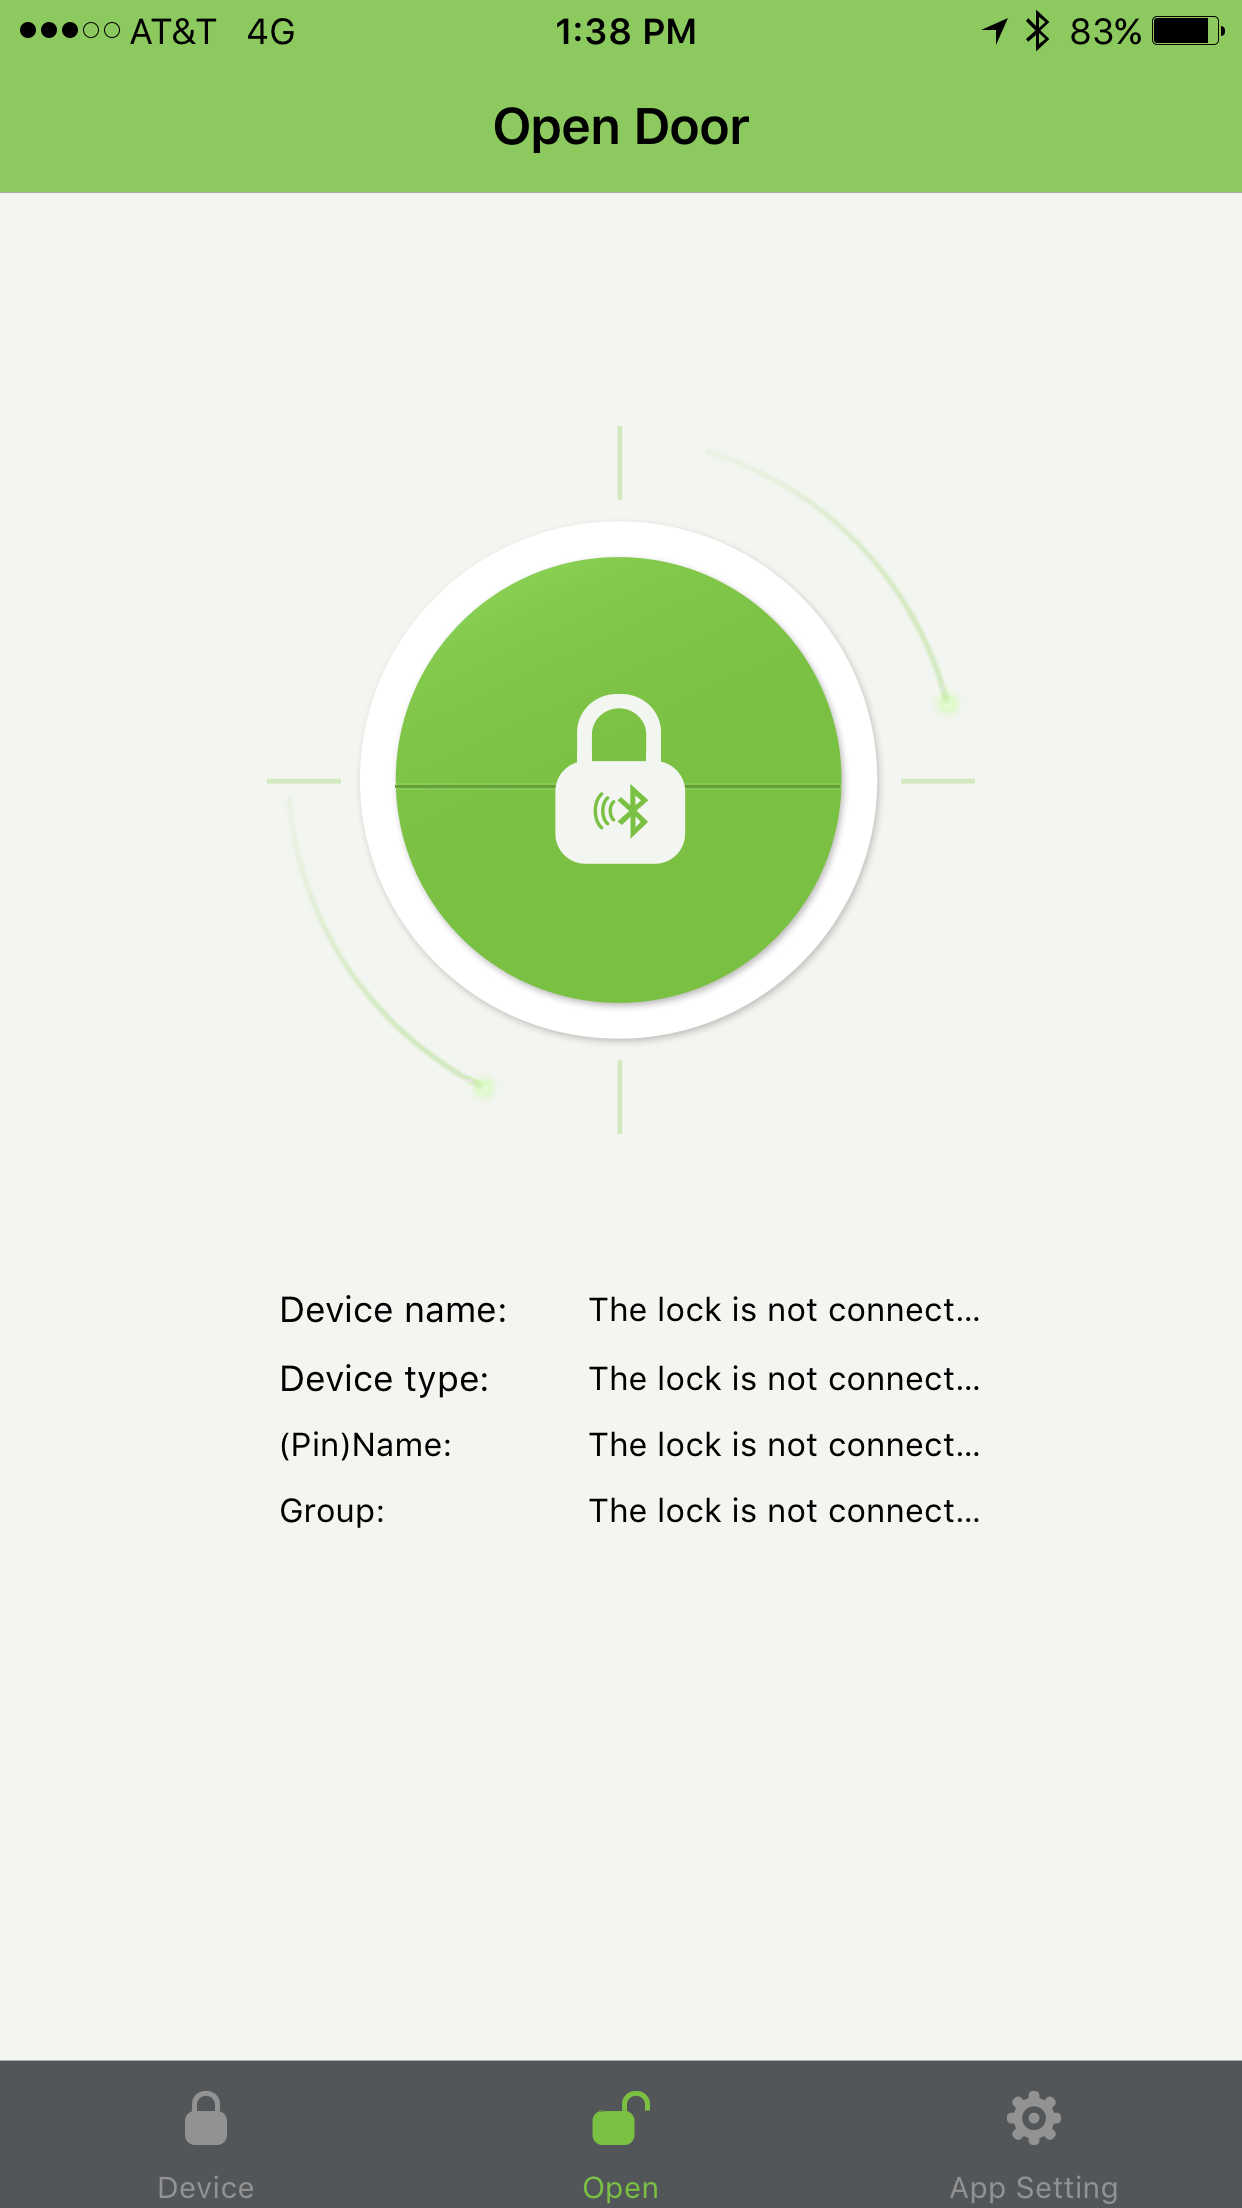 AT&T 4G 1:38 PM 83%
Open Door
Device name: The lock is not connect...
Device type: The lock is not connect...
(Pin)Name: The lock is not connect...
Group: The lock is not connect...
Device Open App Setting